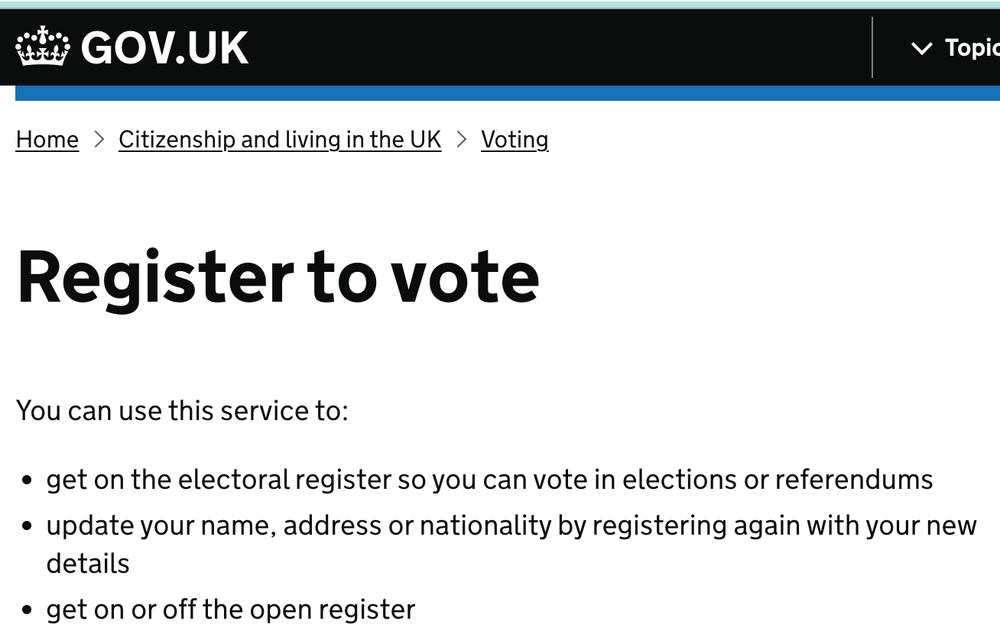 GOV.UK
Home > Citizenship and living in the UK > Voting
Register to vote
You can use this service to:
• get on the electoral register so you can vote in elections or referendums
• update your name, address or nationality by registering again with your new
details
• get on or off the open register